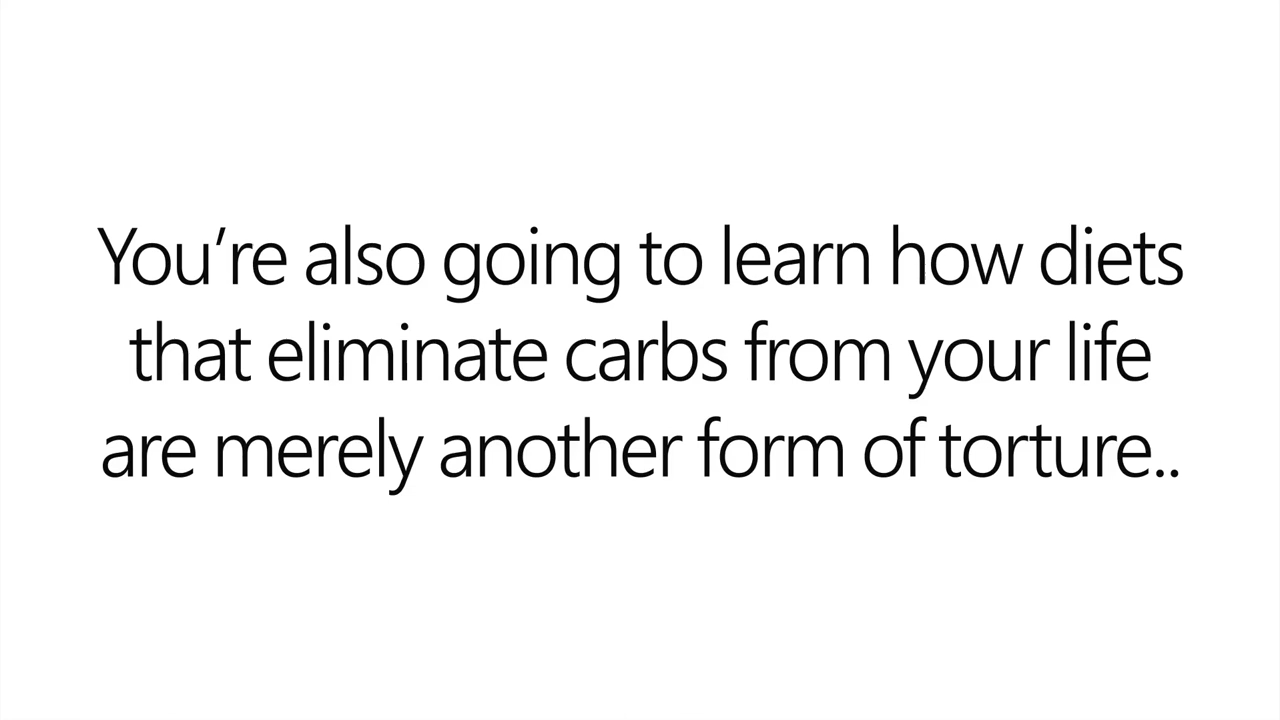 You’re also going to learn how diets
that eliminate carbs from your life
are merely another form of torture..